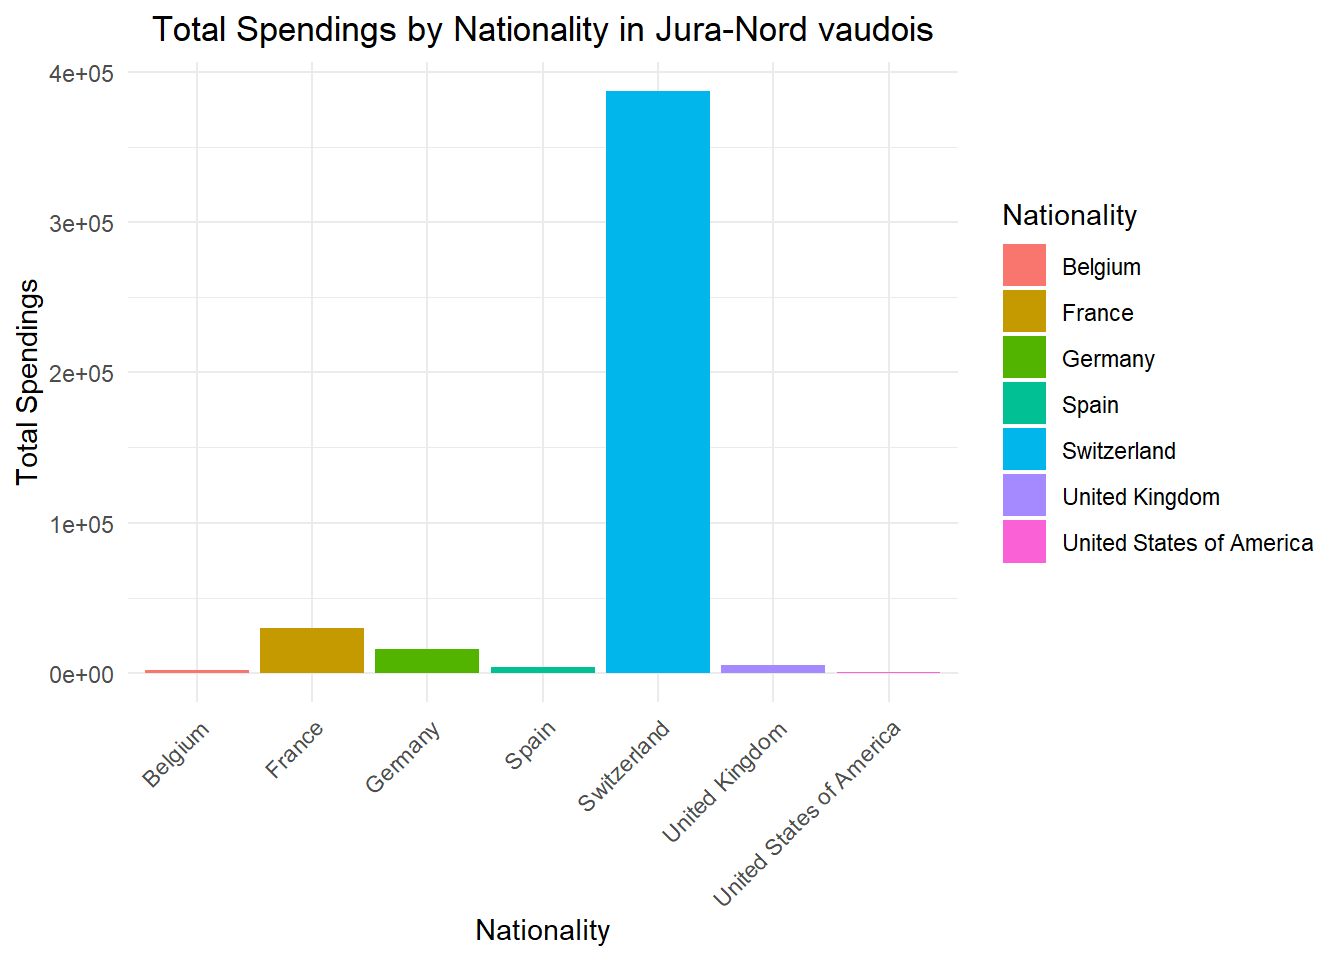 Total Spendings by Nationality in Jura-Nord vaudois
Total Spendings
4e+05
3e+05
2e+05
1e+05
0e+00
Belgium
France
Germany
Spain
Switzerland
United Kingdom
United States of America
Nationality
Nationality
Belgium
France
Germany
Spain
Switzerland
United Kingdom
United States of America